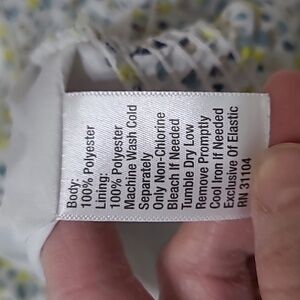 Body:
100% Polyester
Lining:
100% Polyester
Machine Wash Cold
Separately
Only Non-Chlorine
Bleach If Needed
Tumble Dry Low
Remove Promptly
Cool Iron If Needed
Exclusive Of Elastic
RN 31104